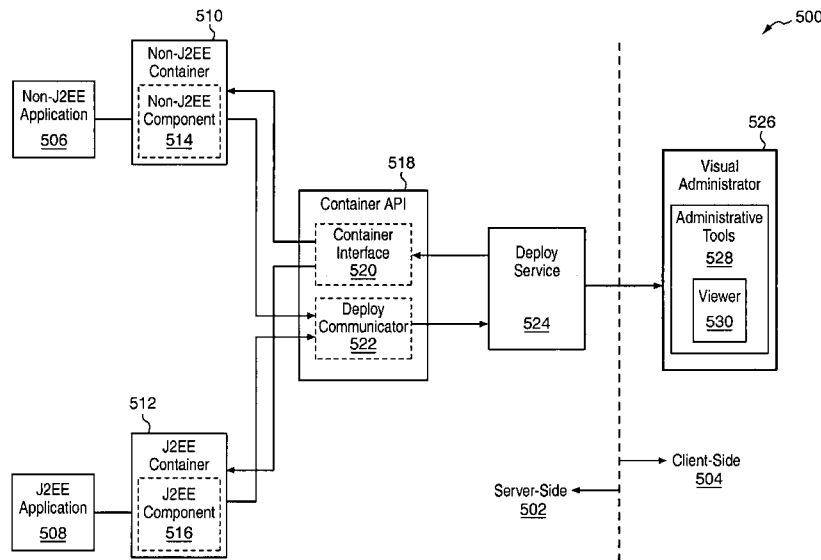 500
510
Non-J2EE
Container
Non-J2EE
Component
514
Non-J2EE
Application
506
518
Container API
Container
Interface
520
Deploy
Communicator
522
Deploy
Service
524
526
Visual
Administrator
Administrative
Tools
528
Viewer
530
512
J2EE
Container
J2EE
Component
516
J2EE
Application
508
Server-Side
502
Client-Side
504